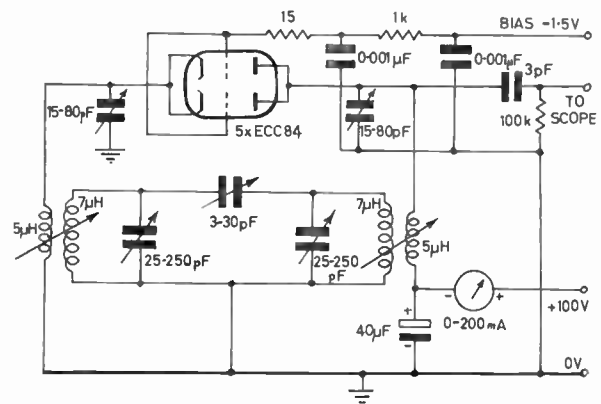 15
1k
BIAS -1.5V
0·001μF
0·001μF
3pF
15-80pF
5xECC84
15-80pF
100k
TO
SCOPE
5μH
7μH
3-30pF
7μH
5μH
25-250pF
25-250
pF
- +
0-200mA
+100V
+
40μF
-
0V